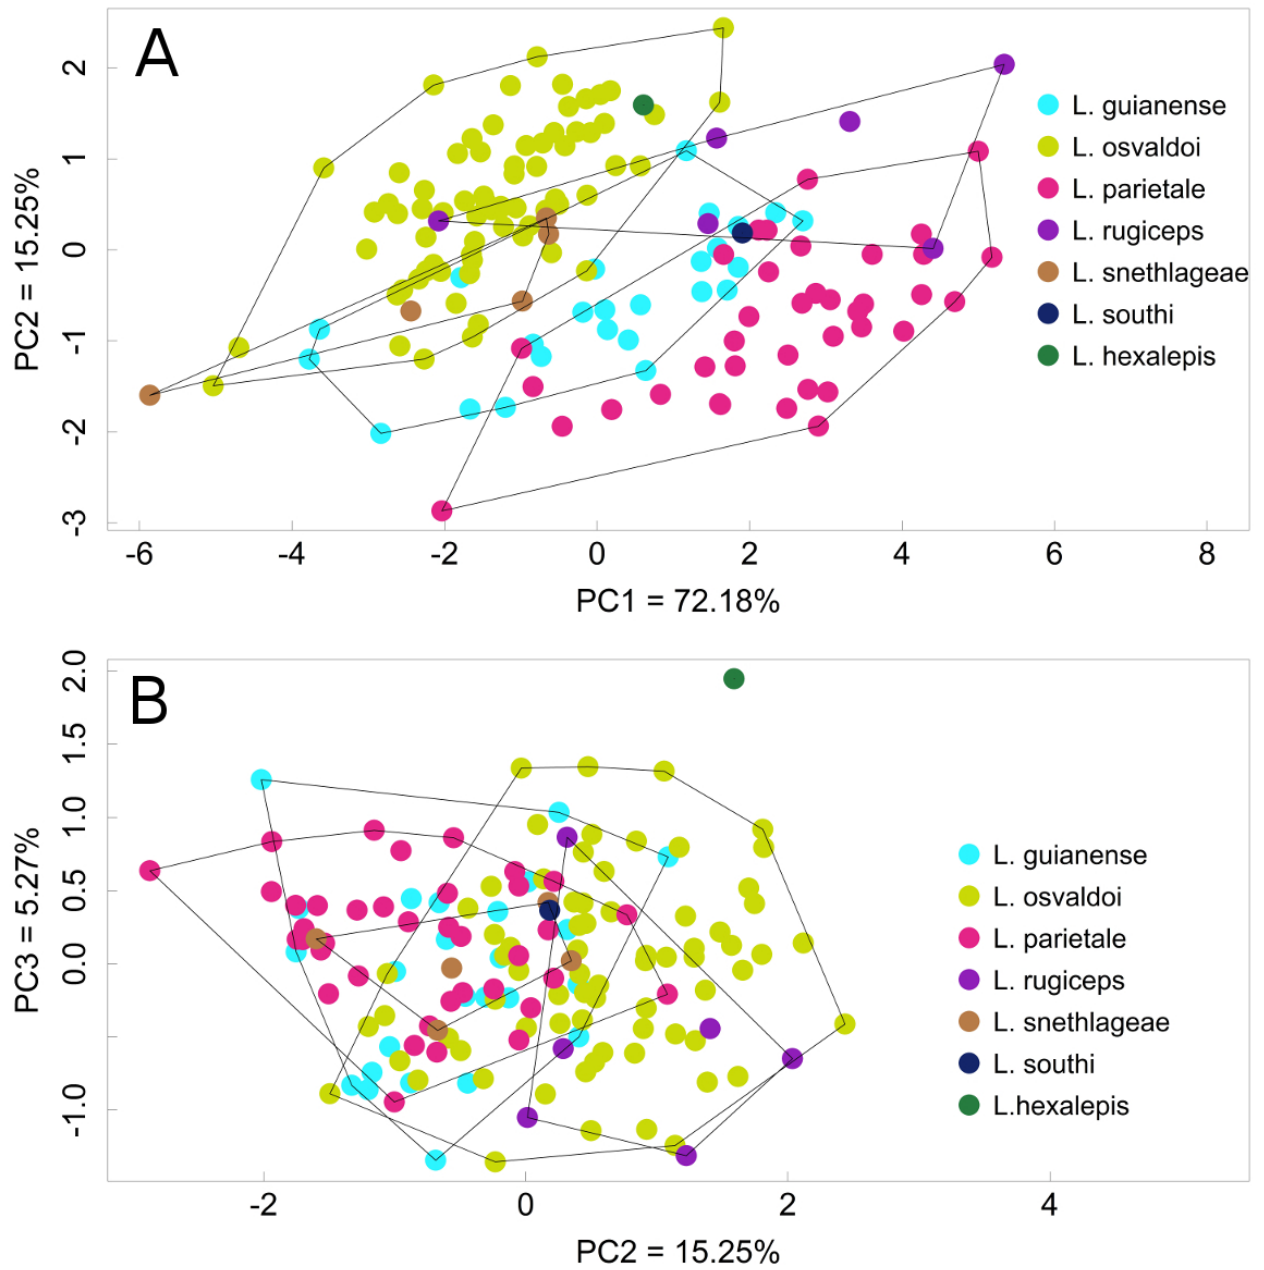 A
2
1
0
-1
-2
-3
PC2 = 15.25%
-6 -4 -2 0 2 4 6 8
PC1 = 72.18%
L. guianense
L. osvaldoi
L. parietale
L. rugiceps
L. snethlageae
L. southi
L. hexalepis
B
2.0
1.5
1.0
0.5
0.0
-1.0
PC3 = 5.27%
-2 0 2 4
PC2 = 15.25%
L. guianense
L. osvaldoi
L. parietale
L. rugiceps
L. snethlageae
L. southi
L.hexalepis